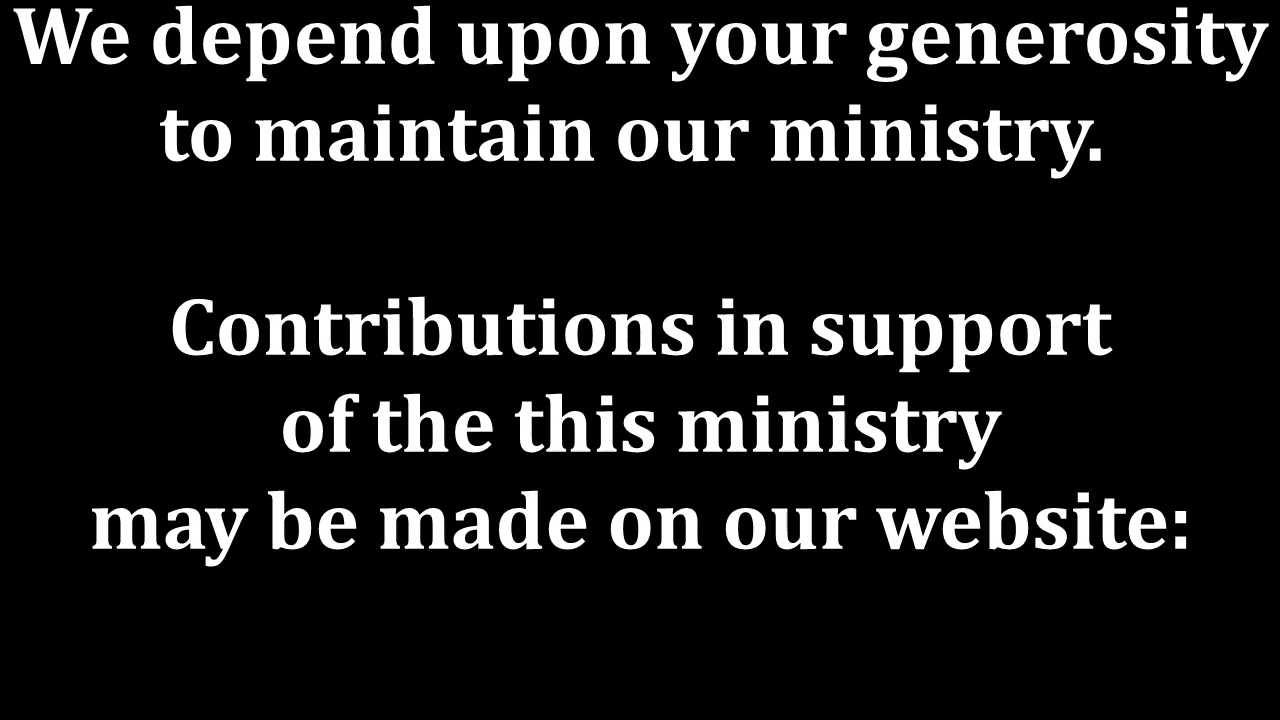 We depend upon your generosity
to maintain our ministry.
Contributions in support
of the this ministry
may be made on our website: